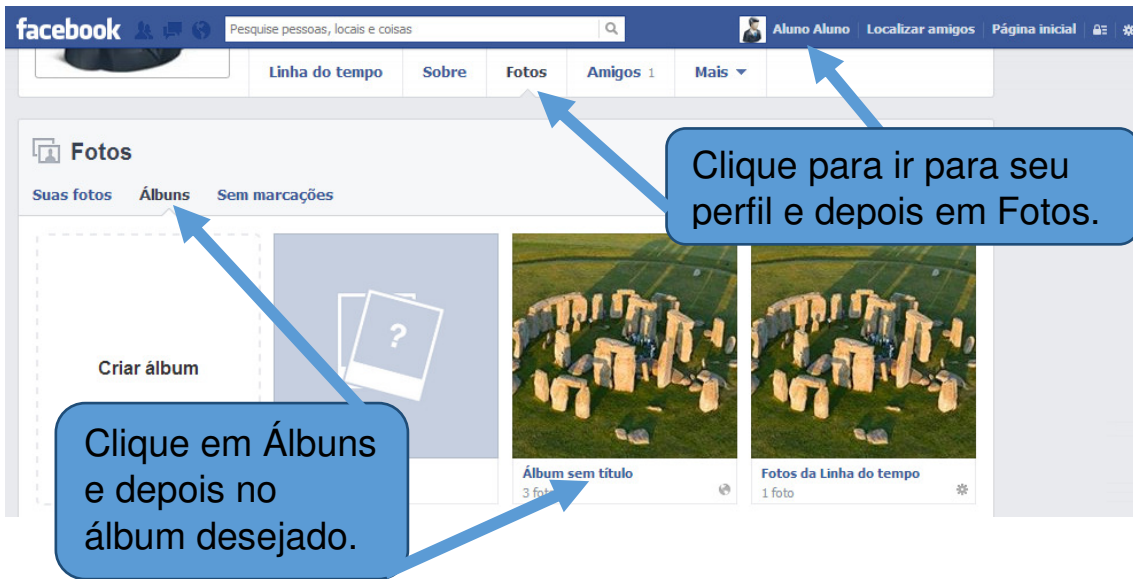 facebook Pesquise pessoas, locais e coisas Aluno Aluno Localizar amigos Página inicial
Linha do tempo Sobre Fotos Amigos 1 Mais
Fotos
Suas fotos Álbuns Sem marcações
Clique para ir para seu
perfil e depois em Fotos.
?
Criar álbum
Clique em Álbuns
e depois no
álbum desejado.
Álbum sem título
3
Fotos da Linha do tempo
1 foto